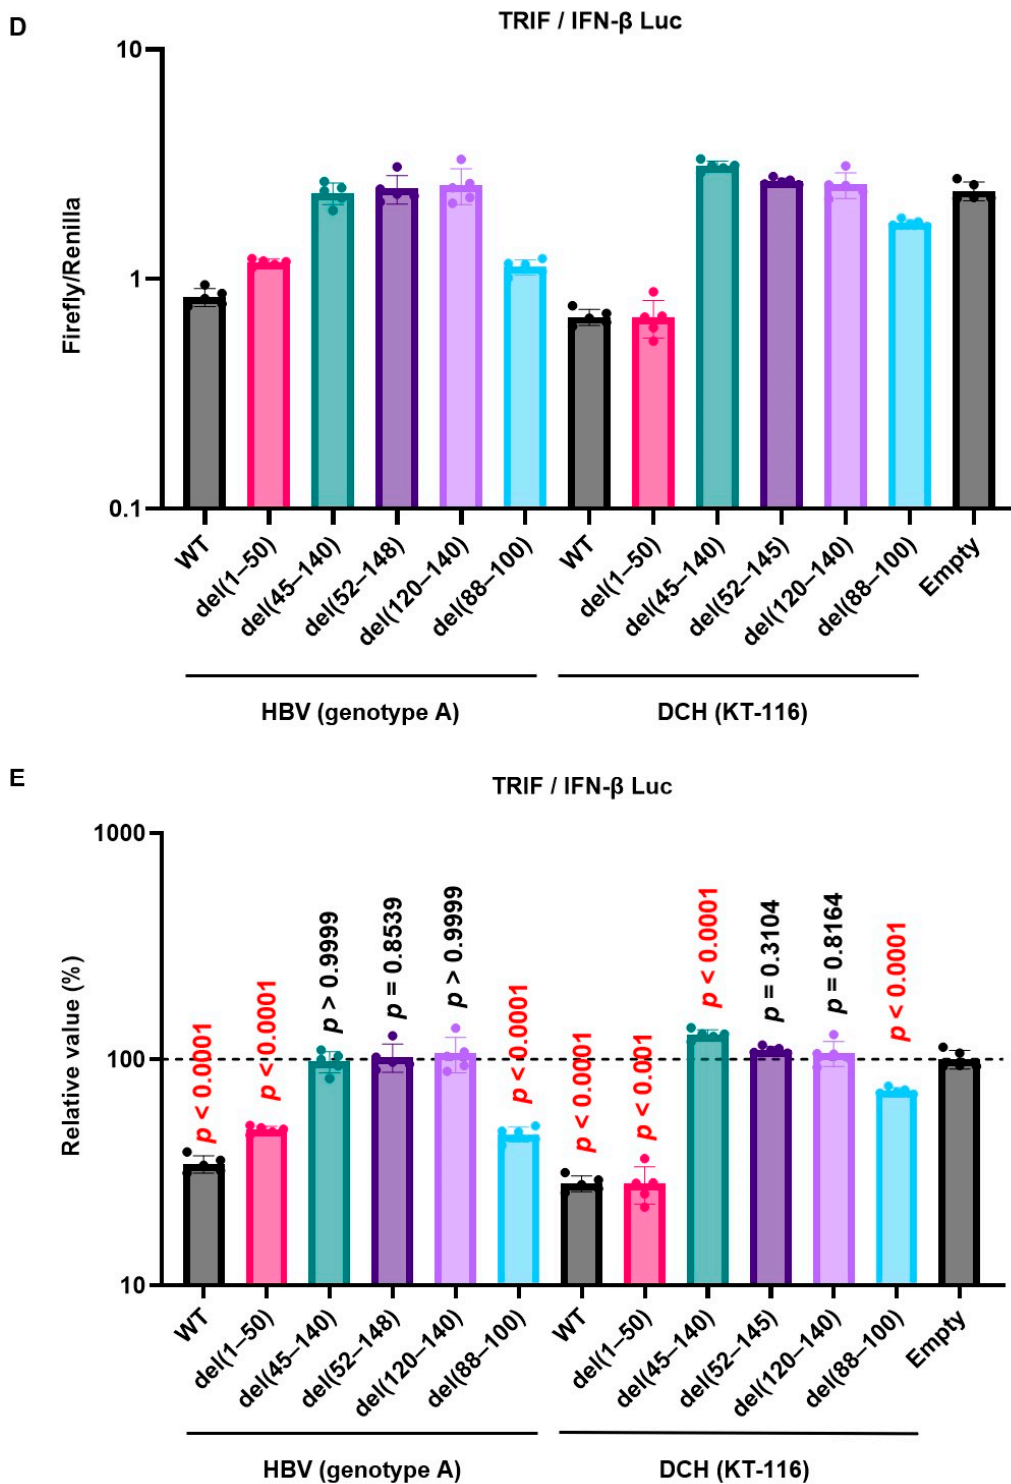 D
TRIF / IFN-β Luc
10
1
0.1
Firefly/Renilla
WT
del(1–50)
del(45–140)
del(52–148)
del(120–140)
del(88–100)
WT
del(1–50)
del(45–140)
del(52–145)
del(120–140)
del(88–100)
Empty
HBV (genotype A)
DCH (KT-116)
E
TRIF / IFN-β Luc
1000
100
10
Relative value (%)
p < 0.0001
p <0.0001
p > 0.9999
p = 0.8539
p > 0.9999
p < 0.0001
p < 0.0001
p < 0.001
p < 0.0001
p = 0.3104
p = 0.8164
p < 0.0001
WT
del(1–50)
del(45–140)
del(52–148)
del(120–140)
del(88–100)
WT
del(1–50)
del(45–140)
del(52–145)
del(120–140)
del(88–100)
Empty
HBV (genotype A)
DCH (KT-116)